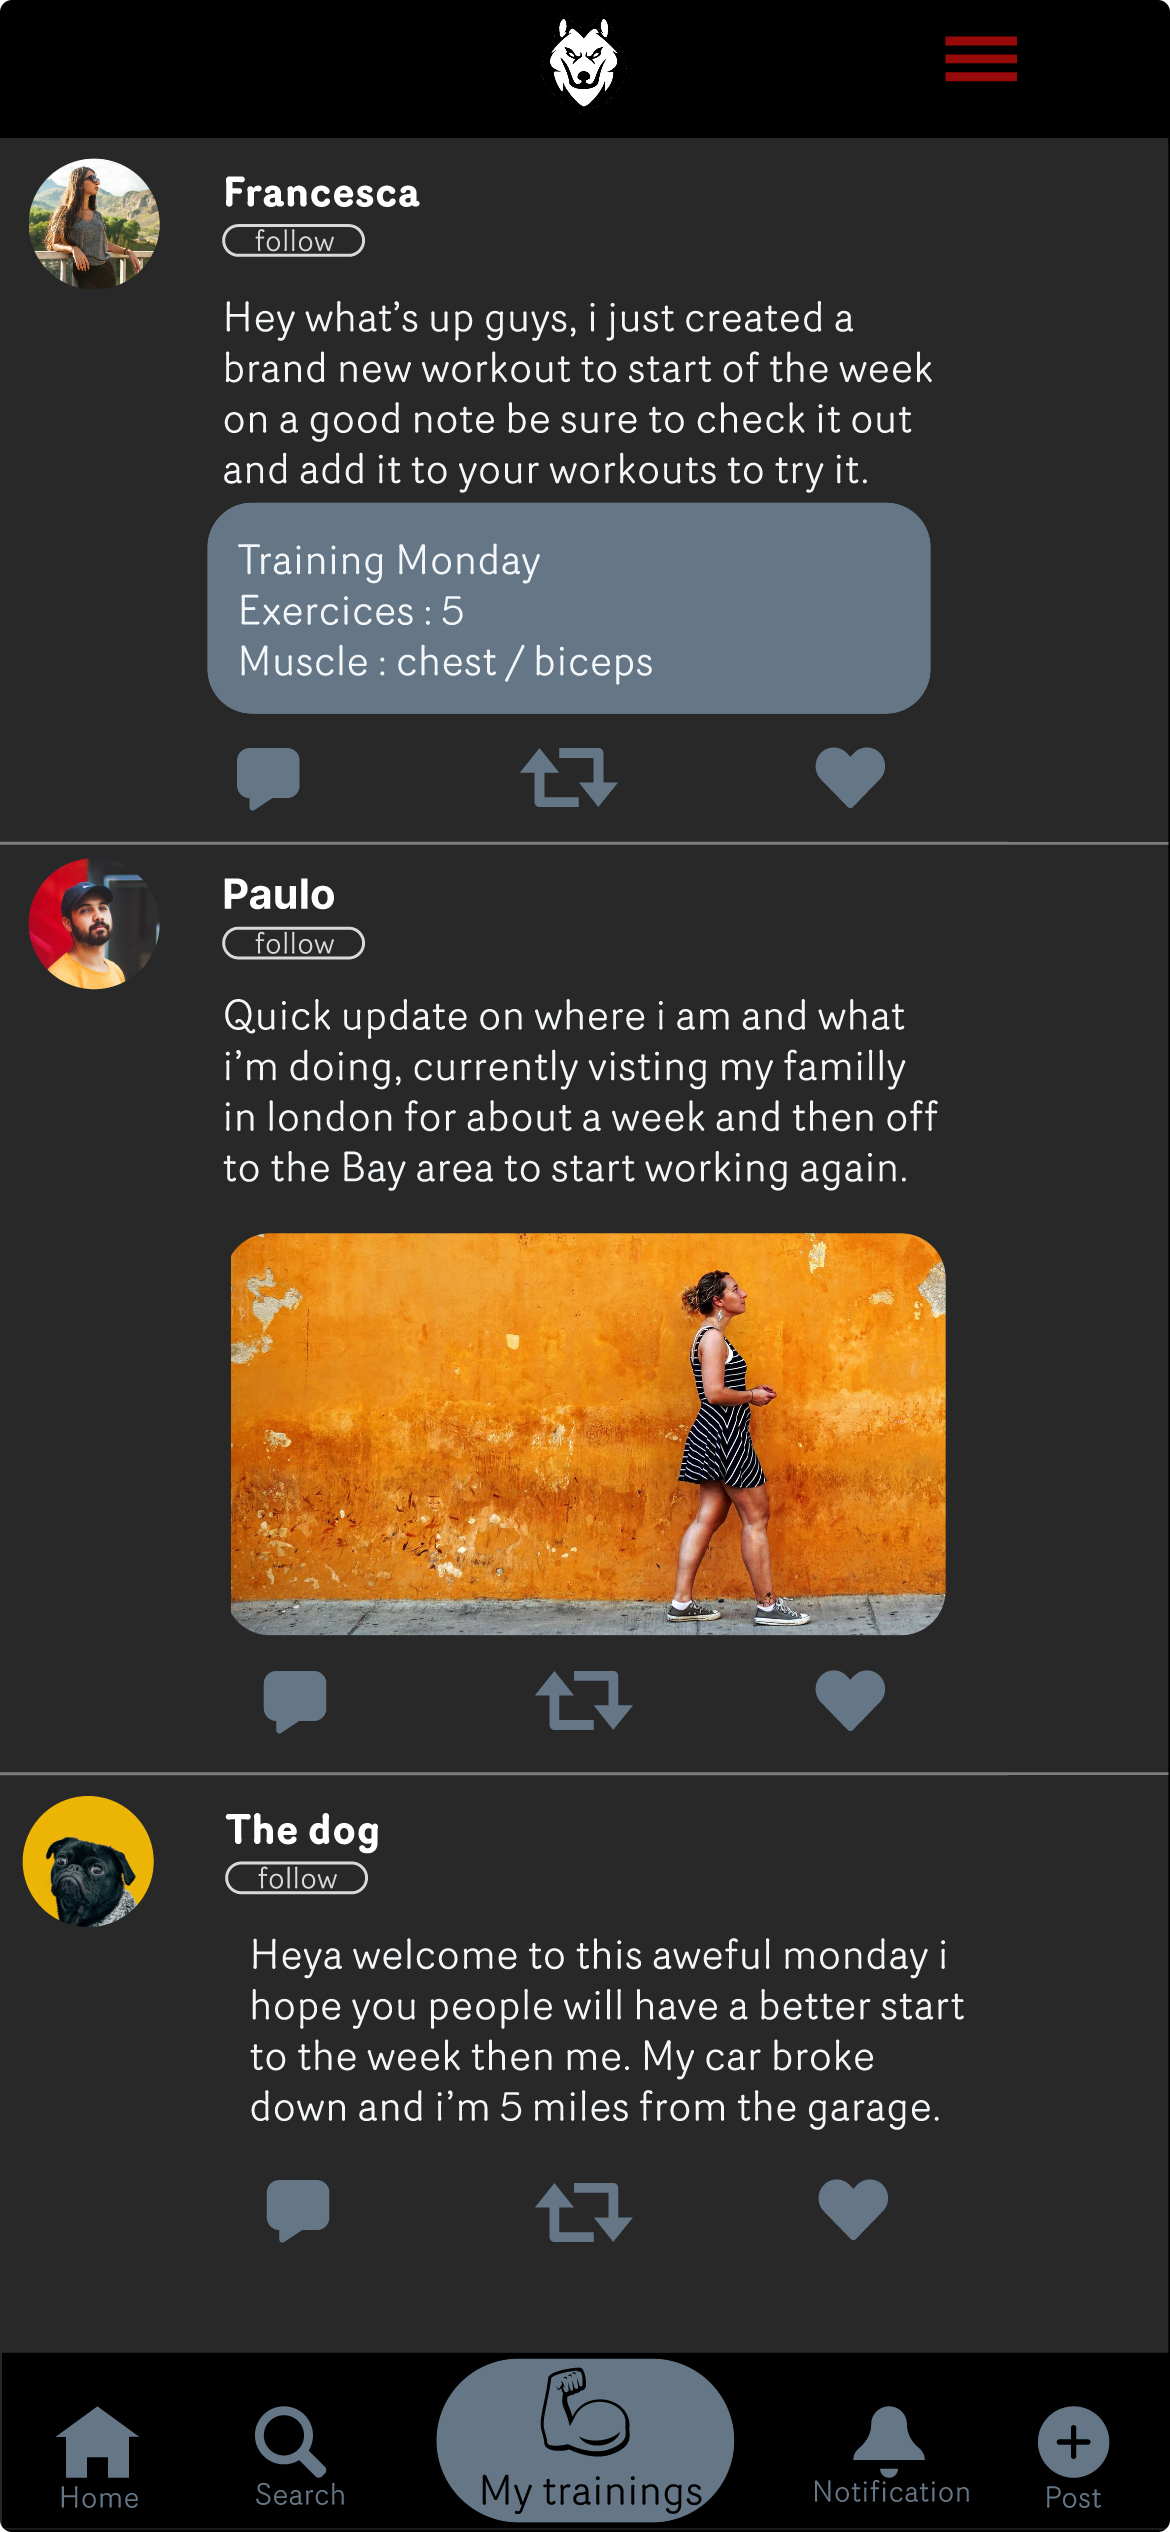 Francesca
follow
Hey what’s up guys, i just created a
brand new workout to start of the week
on a good note be sure to check it out
and add it to your workouts to try it.
Training Monday
Exercices : 5
Muscle : chest / biceps
Paulo
follow
Quick update on where i am and what
i’m doing, currently visting my familly
in london for about a week and then off
to the Bay area to start working again.
The dog
follow
Heya welcome to this aweful monday i
hope you people will have a better start
to the week then me. My car broke
down and i’m 5 miles from the garage.
Home
Search
My trainings
Notification
Post